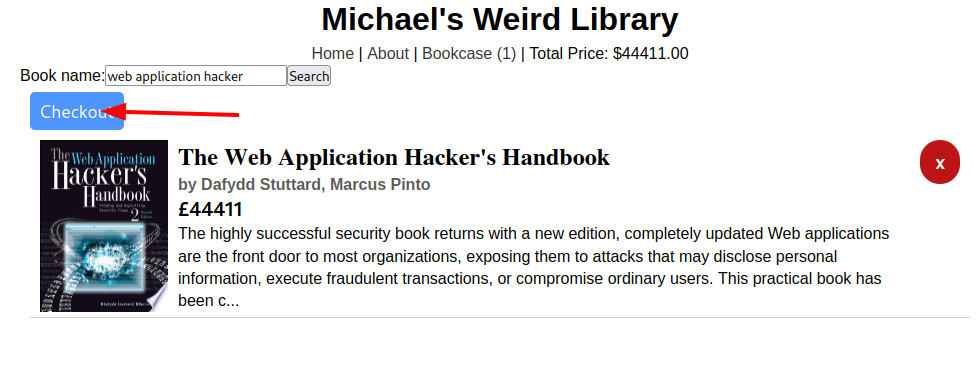 Michael's Weird Library
Home | About | Bookcase (1) | Total Price: $44411.00
Book name: web application hacker Search
Checkout
The Web Application
Hacker's
Handbook
Finding and Exploiting
Security Flaws 2 Second
Edition
Dafydd Stuttard
The Web Application Hacker's Handbook
x
by Dafydd Stuttard, Marcus Pinto
£44411
The highly successful security book returns with a new edition, completely updated Web applications
are the front door to most organizations, exposing them to attacks that may disclose personal
information, execute fraudulent transactions, or compromise ordinary users. This practical book has
been c...